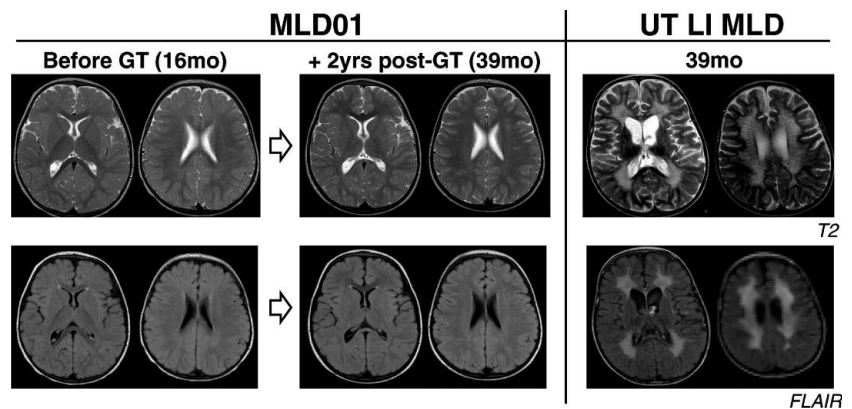 MLD01
UT LI MLD
Before GT (16mo)
+ 2yrs post-GT (39mo)
39mo
T2
FLAIR